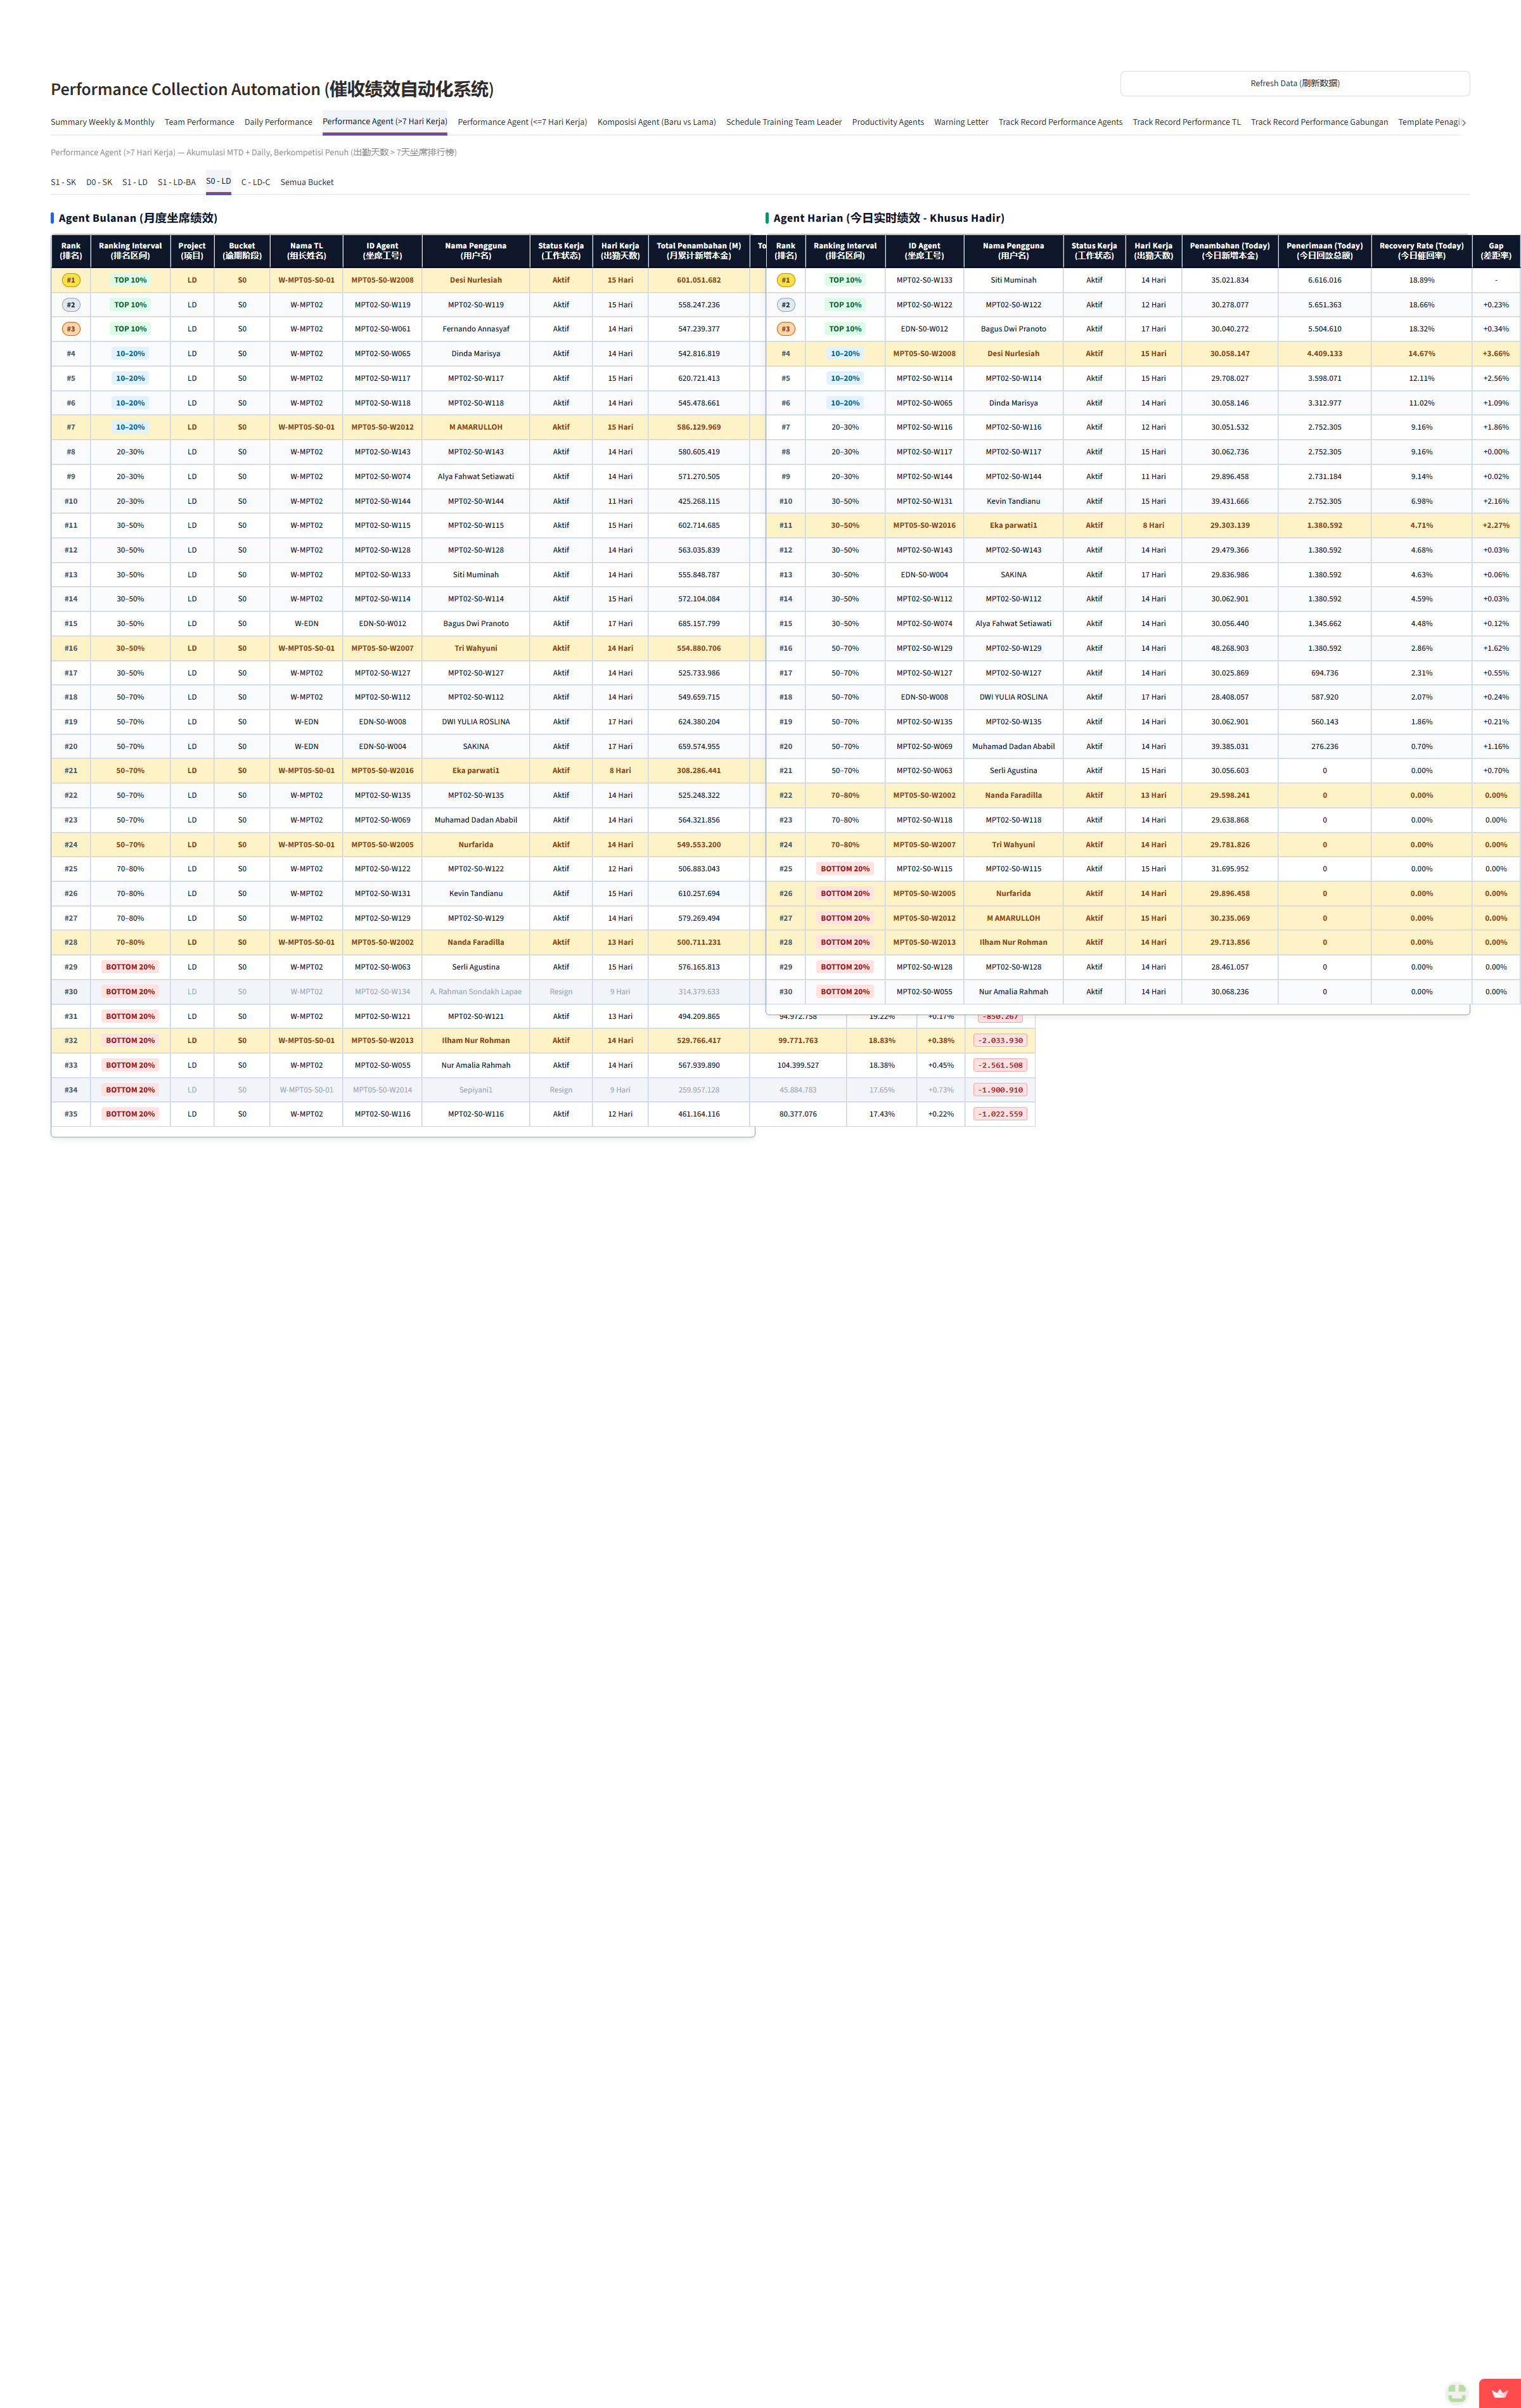 Performance Collection Automation (催收绩效自动化系统)
Refresh Data (刷新数据)
Summary Weekly & Monthly Team Performance Daily Performance Performance Agent (>7 Hari Kerja) Performance Agent (<=7 Hari Kerja) Komposisi Agent (Baru vs Lama) Schedule Training Team Leader Productivity Agents Warning Letter Track Record Performance Agents Track Record Performance TL Track Record Performance Gabungan Template Penagi
Performance Agent (>7 Hari Kerja) — Akumulasi MTD + Daily, Berkompetisi Penuh (出勤天数 > 7天坐席排行榜)
S1 - SK D0 - SK S1 - LD S1 - LD-BA S0 - LD C - LD-C Semua Bucket
Agent Bulanan (月度坐席绩效)
Rank Ranking Interval Project Bucket Nama TL ID Agent Nama Pengguna Status Kerja Hari Kerja Total Penambahan (M) To
(排名) (排名区间) (项目) (逾期阶段) (组长姓名) (坐席工号) (用户名) (工作状态) (出勤天数) (月累计新增本金)
#1 TOP 10% LD S0 W-MPT05-S0-01 MPT05-S0-W2008 Desi Nurlesiah Aktif 15 Hari 601.051.682
#2 TOP 10% LD S0 W-MPT02 MPT02-S0-W119 MPT02-S0-W119 Aktif 15 Hari 558.247.236
#3 TOP 10% LD S0 W-MPT02 MPT02-S0-W061 Fernando Annasyaf Aktif 14 Hari 547.239.377
#4 10–20% LD S0 W-MPT02 MPT02-S0-W065 Dinda Marisya Aktif 14 Hari 542.816.819
#5 10–20% LD S0 W-MPT02 MPT02-S0-W117 MPT02-S0-W117 Aktif 15 Hari 620.721.413
#6 10–20% LD S0 W-MPT02 MPT02-S0-W118 MPT02-S0-W118 Aktif 14 Hari 545.478.661
#7 10–20% LD S0 W-MPT05-S0-01 MPT05-S0-W2012 M AMARULLOH Aktif 15 Hari 586.129.969
#8 20–30% LD S0 W-MPT02 MPT02-S0-W143 MPT02-S0-W143 Aktif 14 Hari 580.605.419
#9 20–30% LD S0 W-MPT02 MPT02-S0-W074 Alya Fahwat Setiawati Aktif 14 Hari 571.270.505
#10 20–30% LD S0 W-MPT02 MPT02-S0-W144 MPT02-S0-W144 Aktif 11 Hari 425.268.115
#11 30–50% LD S0 W-MPT02 MPT02-S0-W115 MPT02-S0-W115 Aktif 15 Hari 602.714.685
#12 30–50% LD S0 W-MPT02 MPT02-S0-W128 MPT02-S0-W128 Aktif 14 Hari 563.035.839
#13 30–50% LD S0 W-MPT02 MPT02-S0-W133 Siti Muminah Aktif 14 Hari 555.848.787
#14 30–50% LD S0 W-MPT02 MPT02-S0-W114 MPT02-S0-W114 Aktif 15 Hari 572.104.084
#15 30–50% LD S0 W-EDN EDN-S0-W012 Bagus Dwi Pranoto Aktif 17 Hari 685.157.799
#16 30–50% LD S0 W-MPT05-S0-01 MPT05-S0-W2007 Tri Wahyuni Aktif 14 Hari 554.880.706
#17 30–50% LD S0 W-MPT02 MPT02-S0-W127 MPT02-S0-W127 Aktif 14 Hari 525.733.986
#18 50–70% LD S0 W-MPT02 MPT02-S0-W112 MPT02-S0-W112 Aktif 14 Hari 549.659.715
#19 50–70% LD S0 W-EDN EDN-S0-W008 DWI YULIA ROSLINA Aktif 17 Hari 624.380.204
#20 50–70% LD S0 W-EDN EDN-S0-W004 SAKINA Aktif 17 Hari 659.574.955
#21 50–70% LD S0 W-MPT05-S0-01 MPT05-S0-W2016 Eka parwati1 Aktif 8 Hari 308.286.441
#22 50–70% LD S0 W-MPT02 MPT02-S0-W135 MPT02-S0-W135 Aktif 14 Hari 525.248.322
#23 50–70% LD S0 W-MPT02 MPT02-S0-W069 Muhamad Dadan Ababil Aktif 14 Hari 564.321.856
#24 50–70% LD S0 W-MPT05-S0-01 MPT05-S0-W2005 Nurfarida Aktif 14 Hari 549.553.200
#25 70–80% LD S0 W-MPT02 MPT02-S0-W122 MPT02-S0-W122 Aktif 12 Hari 506.883.043
#26 70–80% LD S0 W-MPT02 MPT02-S0-W131 Kevin Tandianu Aktif 15 Hari 610.257.694
#27 70–80% LD S0 W-MPT02 MPT02-S0-W129 MPT02-S0-W129 Aktif 14 Hari 579.269.494
#28 70–80% LD S0 W-MPT05-S0-01 MPT05-S0-W2002 Nanda Faradilla Aktif 13 Hari 500.711.231
#29 BOTTOM 20% LD S0 W-MPT02 MPT02-S0-W063 Serli Agustina Aktif 15 Hari 576.165.813
#30 BOTTOM 20% LD S0 W-MPT02 MPT02-S0-W134 A. Rahman Sondakh Lapae Resign 9 Hari 314.379.633
#31 BOTTOM 20% LD S0 W-MPT02 MPT02-S0-W121 MPT02-S0-W121 Aktif 13 Hari 494.209.865 94.972.758 19.22% +0.17% -850.267
#32 BOTTOM 20% LD S0 W-MPT05-S0-01 MPT05-S0-W2013 Ilham Nur Rohman Aktif 14 Hari 529.766.417 99.771.763 18.83% +0.38% -2.033.930
#33 BOTTOM 20% LD S0 W-MPT02 MPT02-S0-W055 Nur Amalia Rahmah Aktif 14 Hari 567.939.890 104.399.527 18.38% +0.45% -2.561.508
#34 BOTTOM 20% LD S0 W-MPT05-S0-01 MPT05-S0-W2014 Sepiyani1 Resign 9 Hari 259.957.128 45.884.783 17.65% +0.73% -1.900.910
#35 BOTTOM 20% LD S0 W-MPT02 MPT02-S0-W116 MPT02-S0-W116 Aktif 12 Hari 461.164.116 80.377.076 17.43% +0.22% -1.022.559
Agent Harian (今日实时绩效 - Khusus Hadir)
Rank Ranking Interval ID Agent Nama Pengguna Status Kerja Hari Kerja Penambahan (Today) Penerimaan (Today) Recovery Rate (Today) Gap
(排名) (排名区间) (坐席工号) (用户名) (工作状态) (出勤天数) (今日新增本金) (今日回款总额) (今日催回率) (差距率)
#1 TOP 10% MPT02-S0-W133 Siti Muminah Aktif 14 Hari 35.021.834 6.616.016 18.89% -
#2 TOP 10% MPT02-S0-W122 MPT02-S0-W122 Aktif 12 Hari 30.278.077 5.651.363 18.66% +0.23%
#3 TOP 10% EDN-S0-W012 Bagus Dwi Pranoto Aktif 17 Hari 30.040.272 5.504.610 18.32% +0.34%
#4 10–20% MPT05-S0-W2008 Desi Nurlesiah Aktif 15 Hari 30.058.147 4.409.133 14.67% +3.66%
#5 10–20% MPT02-S0-W114 MPT02-S0-W114 Aktif 15 Hari 29.708.027 3.598.071 12.11% +2.56%
#6 10–20% MPT02-S0-W065 Dinda Marisya Aktif 14 Hari 30.058.146 3.312.977 11.02% +1.09%
#7 20–30% MPT02-S0-W116 MPT02-S0-W116 Aktif 12 Hari 30.051.532 2.752.305 9.16% +1.86%
#8 20–30% MPT02-S0-W117 MPT02-S0-W117 Aktif 15 Hari 30.062.736 2.752.305 9.16% +0.00%
#9 20–30% MPT02-S0-W144 MPT02-S0-W144 Aktif 11 Hari 29.896.458 2.731.184 9.14% +0.02%
#10 30–50% MPT02-S0-W131 Kevin Tandianu Aktif 15 Hari 39.431.666 2.752.305 6.98% +2.16%
#11 30–50% MPT05-S0-W2016 Eka parwati1 Aktif 8 Hari 29.303.139 1.380.592 4.71% +2.27%
#12 30–50% MPT02-S0-W143 MPT02-S0-W143 Aktif 14 Hari 29.479.366 1.380.592 4.68% +0.03%
#13 30–50% EDN-S0-W004 SAKINA Aktif 17 Hari 29.836.986 1.380.592 4.63% +0.06%
#14 30–50% MPT02-S0-W112 MPT02-S0-W112 Aktif 14 Hari 30.062.901 1.380.592 4.59% +0.03%
#15 30–50% MPT02-S0-W074 Alya Fahwat Setiawati Aktif 14 Hari 30.056.440 1.345.662 4.48% +0.12%
#16 50–70% MPT02-S0-W129 MPT02-S0-W129 Aktif 14 Hari 48.268.903 1.380.592 2.86% +1.62%
#17 50–70% MPT02-S0-W127 MPT02-S0-W127 Aktif 14 Hari 30.025.869 694.736 2.31% +0.55%
#18 50–70% EDN-S0-W008 DWI YULIA ROSLINA Aktif 17 Hari 28.408.057 587.920 2.07% +0.24%
#19 50–70% MPT02-S0-W135 MPT02-S0-W135 Aktif 14 Hari 30.062.901 560.143 1.86% +0.21%
#20 50–70% MPT02-S0-W069 Muhamad Dadan Ababil Aktif 14 Hari 39.385.031 276.236 0.70% +1.16%
#21 50–70% MPT02-S0-W063 Serli Agustina Aktif 15 Hari 30.056.603 0 0.00% +0.70%
#22 70–80% MPT05-S0-W2002 Nanda Faradilla Aktif 13 Hari 29.598.241 0 0.00% 0.00%
#23 70–80% MPT02-S0-W118 MPT02-S0-W118 Aktif 14 Hari 29.638.868 0 0.00% 0.00%
#24 70–80% MPT05-S0-W2007 Tri Wahyuni Aktif 14 Hari 29.781.826 0 0.00% 0.00%
#25 BOTTOM 20% MPT02-S0-W115 MPT02-S0-W115 Aktif 15 Hari 31.695.952 0 0.00% 0.00%
#26 BOTTOM 20% MPT05-S0-W2005 Nurfarida Aktif 14 Hari 29.896.458 0 0.00% 0.00%
#27 BOTTOM 20% MPT05-S0-W2012 M AMARULLOH Aktif 15 Hari 30.235.069 0 0.00% 0.00%
#28 BOTTOM 20% MPT05-S0-W2013 Ilham Nur Rohman Aktif 14 Hari 29.713.856 0 0.00% 0.00%
#29 BOTTOM 20% MPT02-S0-W128 MPT02-S0-W128 Aktif 14 Hari 28.461.057 0 0.00% 0.00%
#30 BOTTOM 20% MPT02-S0-W055 Nur Amalia Rahmah Aktif 14 Hari 30.068.236 0 0.00% 0.00%